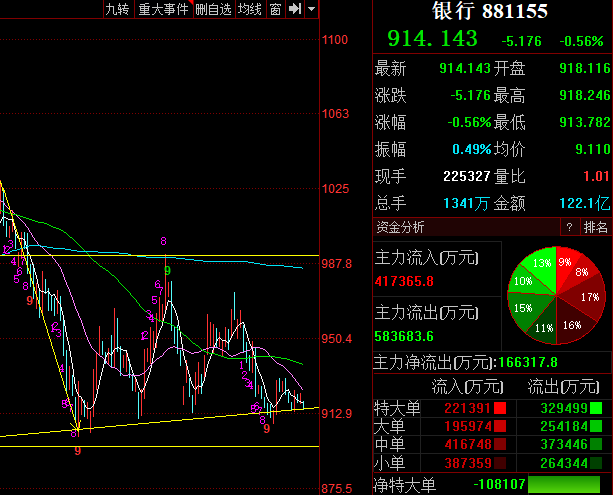 九转 重大事件 删自选 均线 窗
银行 881155
914.143 -5.176 -0.56%
最新 914.143 开盘 918.116
涨跌 -5.176 最高 918.246
涨幅 -0.56% 最低 913.782
振幅 0.49% 均价 9.110
现手 225327 量比 1.01
总手 1341万 金额 122.1亿
资金分析 ? 排名
主力流入(万元)
417365.8
主力流出(万元)
583683.6
主力净流出(万元):166317.8
流入(万元) 流出(万元)
特大单 221391 329499
大单 195974 254184
中单 416748 373446
小单 387359 264344
净特大单 -108107
9%
8%
17%
16%
11%
15%
10%
13%
1100
1063
1025
987.8
950.4
912.9
875.5
8
9
9
9
9